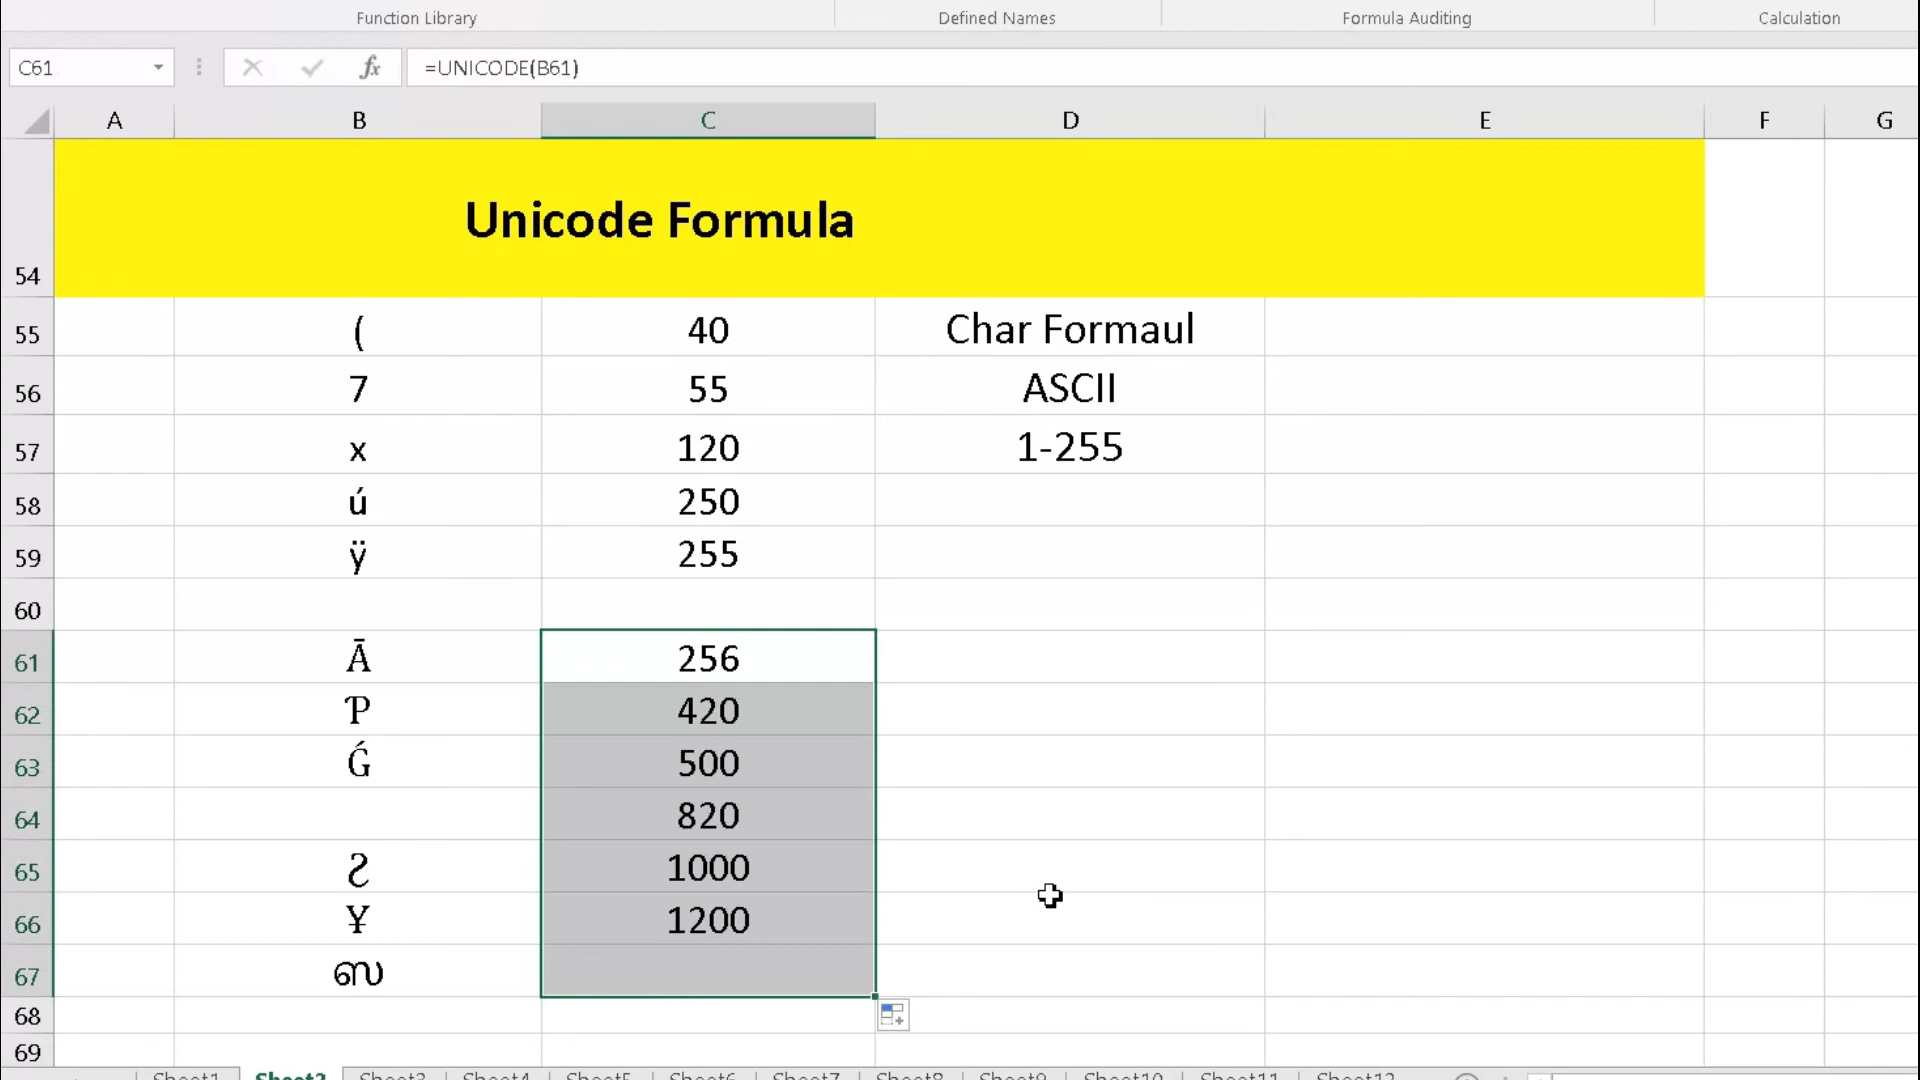 Function Library Defined Names Formula Auditing Calculation
C61 fx =UNICODE(B61)
A B C D E F G
54 Unicode Formula
55 ( 40 Char Formaul
56 7 55 ASCII
57 x 120 1-255
58 ú 250
59 ÿ 255
60
61 Ā 256
62 Ƥ 420
63 Ǵ 500
64 820
65 Ϩ 1000
66 Ұ 1200
67 ஸ
68
69
Sheet1 Sheet2 Sheet3 Sheet4 Sheet5 Sheet6 Sheet7 Sheet8 Sheet9 Sheet10 Sheet11 Sheet12